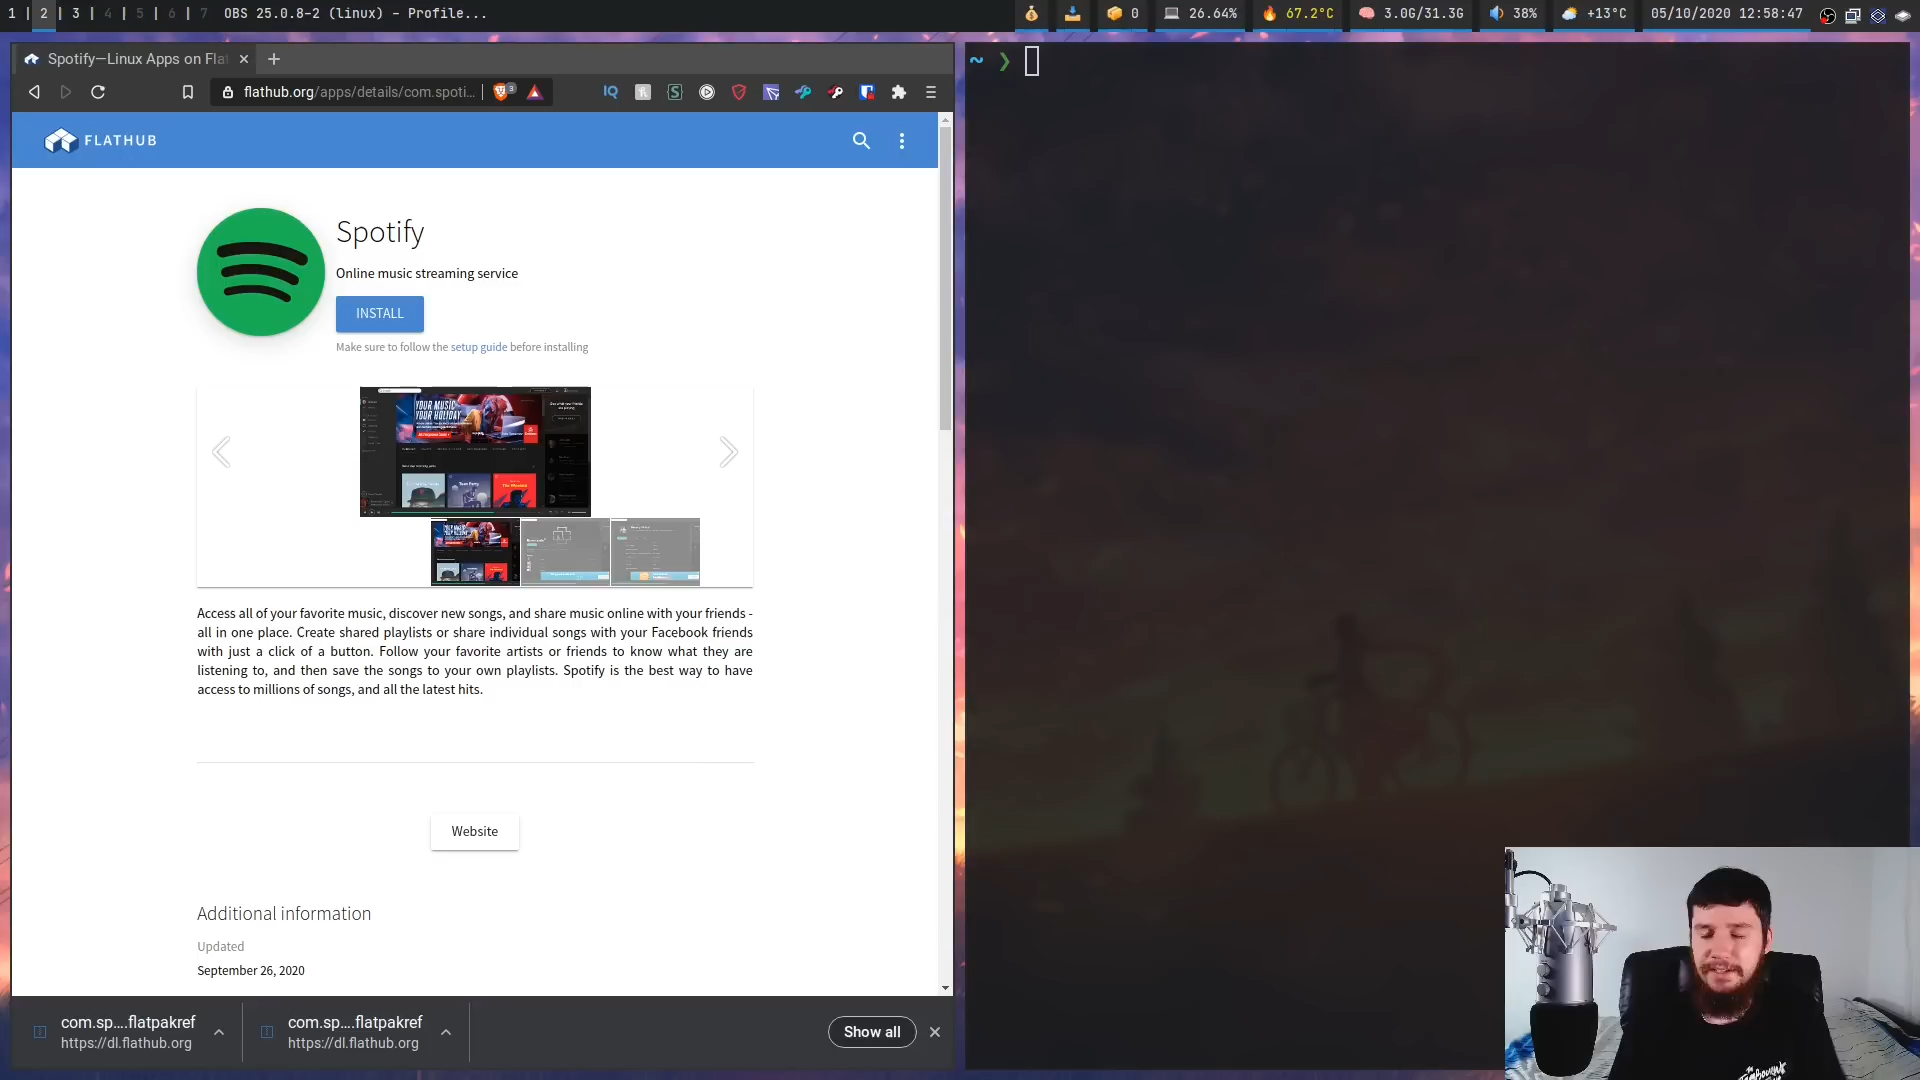 1 | 2 | 3 | 4 | 5 | 6 | 7 OBS 25.0.8-2 (linux) - Profile...
0 26.64% 67.2°C 3.0G/31.3G 38% +13°C 05/10/2020 12:58:47
Spotify—Linux Apps on Fla
flathub.org/apps/details/com.spoti...
3
IQ
FLATHUB
Spotify
Online music streaming service
INSTALL
Make sure to follow the setup guide before installing
YOUR MUSIC
YOUR HOLIDAY
Access all of your favorite music, discover new songs, and share music online with your friends -
all in one place. Create shared playlists or share individual songs with your Facebook friends
with just a click of a button. Follow your favorite artists or friends to know what they are
listening to, and then save the songs to your own playlists. Spotify is the best way to have
access to millions of songs, and all the latest hits.
Website
Additional information
Updated
September 26, 2020
com.sp....flatpakref
https://dl.flathub.org
com.sp....flatpakref
https://dl.flathub.org
Show all
~ ❯